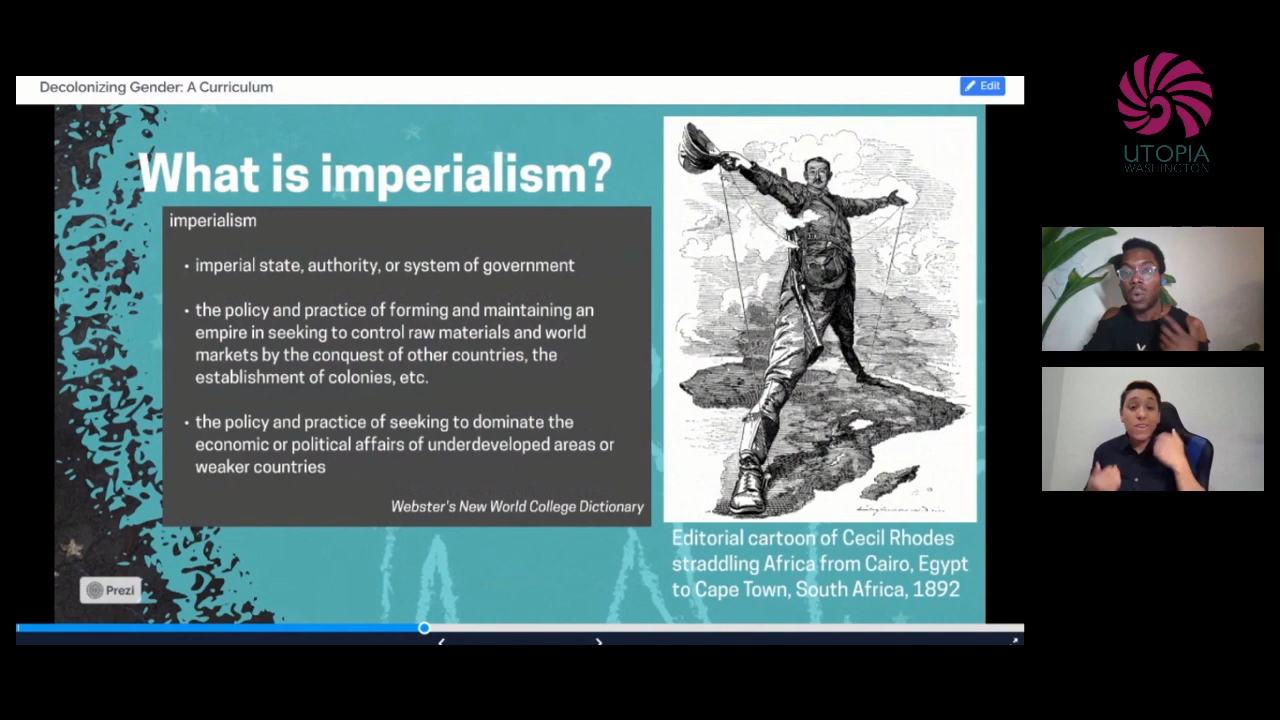 Decolonizing Gender: A Curriculum
Edit
What is imperialism?
imperialism
• imperial state, authority, or system of government
• the policy and practice of forming and maintaining an
empire in seeking to control raw materials and world
markets by the conquest of other countries, the
establishment of colonies, etc.
• the policy and practice of seeking to dominate the
economic or political affairs of underdeveloped areas or
weaker countries
Webster's New World College Dictionary
Editorial cartoon of Cecil Rhodes
straddling Africa from Cairo, Egypt
to Cape Town, South Africa, 1892
Prezi
UTOPIA
WASHINGTON